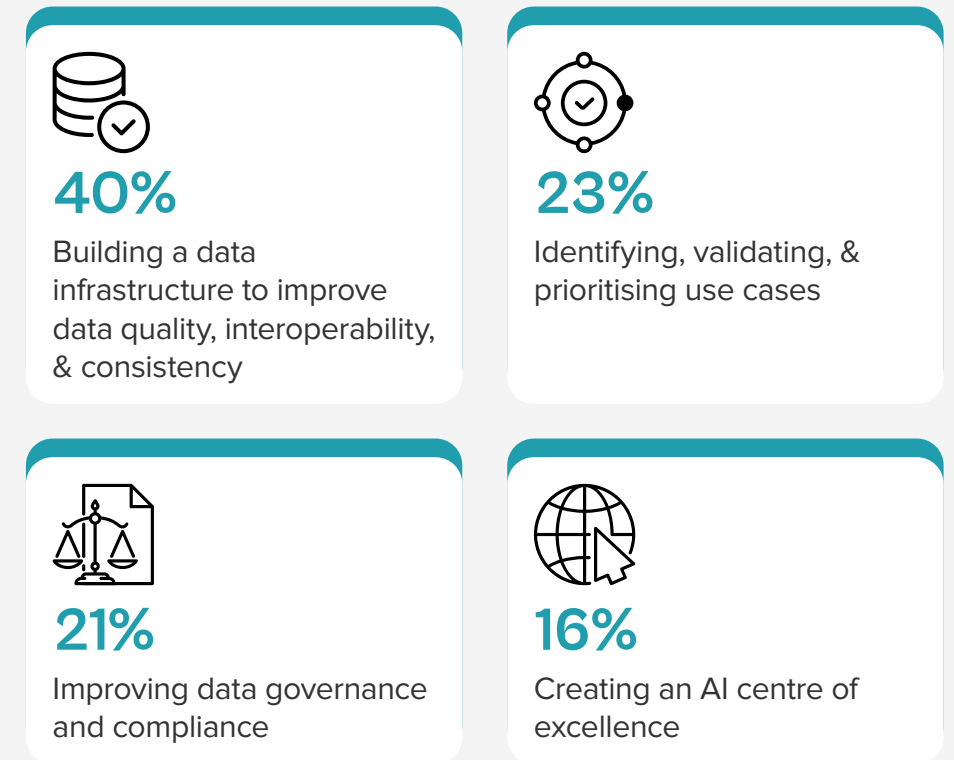 40%
Building a data
infrastructure to improve
data quality, interoperability,
& consistency
23%
Identifying, validating, &
prioritising use cases
21%
Improving data governance
and compliance
16%
Creating an AI centre of
excellence